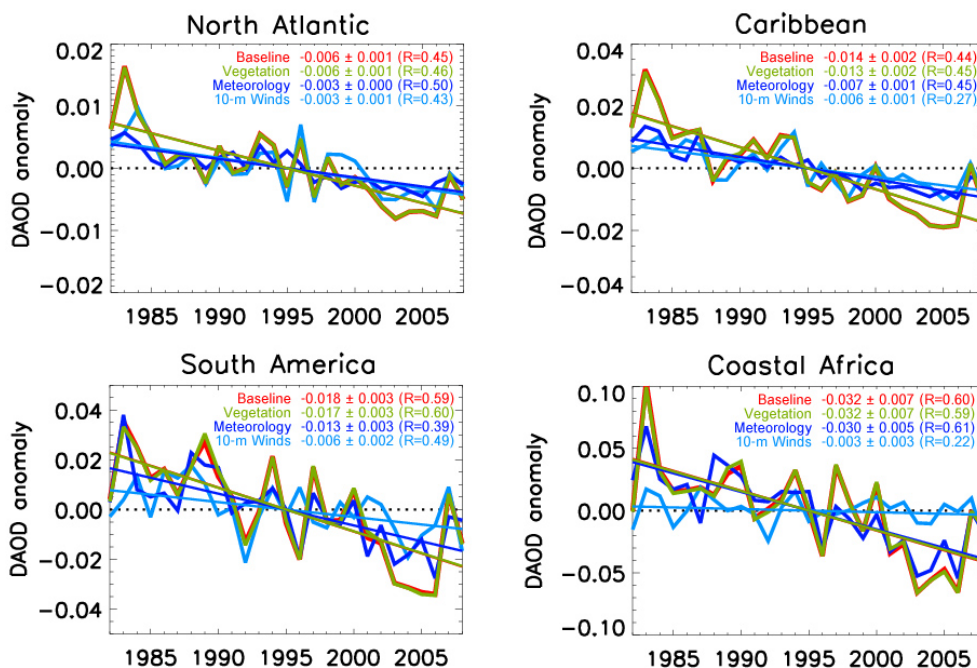 North Atlantic
Baseline -0.006 ± 0.001 (R=0.45)
Vegetation -0.006 ± 0.001 (R=0.46)
Meteorology -0.003 ± 0.000 (R=0.50)
10-m Winds -0.003 ± 0.001 (R=0.43)
0.02
0.01
0.00
-0.01
-0.02
DAOD anomaly
1985 1990 1995 2000 2005
Caribbean
Baseline -0.014 ± 0.002 (R=0.44)
Vegetation -0.013 ± 0.002 (R=0.45)
Meteorology -0.007 ± 0.001 (R=0.45)
10-m Winds -0.006 ± 0.001 (R=0.27)
0.04
0.02
0.00
-0.02
-0.04
DAOD anomaly
1985 1990 1995 2000 2005
South America
Baseline -0.018 ± 0.003 (R=0.59)
Vegetation -0.017 ± 0.003 (R=0.60)
Meteorology -0.013 ± 0.003 (R=0.39)
10-m Winds -0.006 ± 0.002 (R=0.49)
0.04
0.02
0.00
-0.02
-0.04
DAOD anomaly
1985 1990 1995 2000 2005
Coastal Africa
Baseline -0.032 ± 0.007 (R=0.60)
Vegetation -0.032 ± 0.007 (R=0.59)
Meteorology -0.030 ± 0.005 (R=0.61)
10-m Winds -0.003 ± 0.003 (R=0.22)
0.10
0.05
0.00
-0.05
-0.10
DAOD anomaly
1985 1990 1995 2000 2005